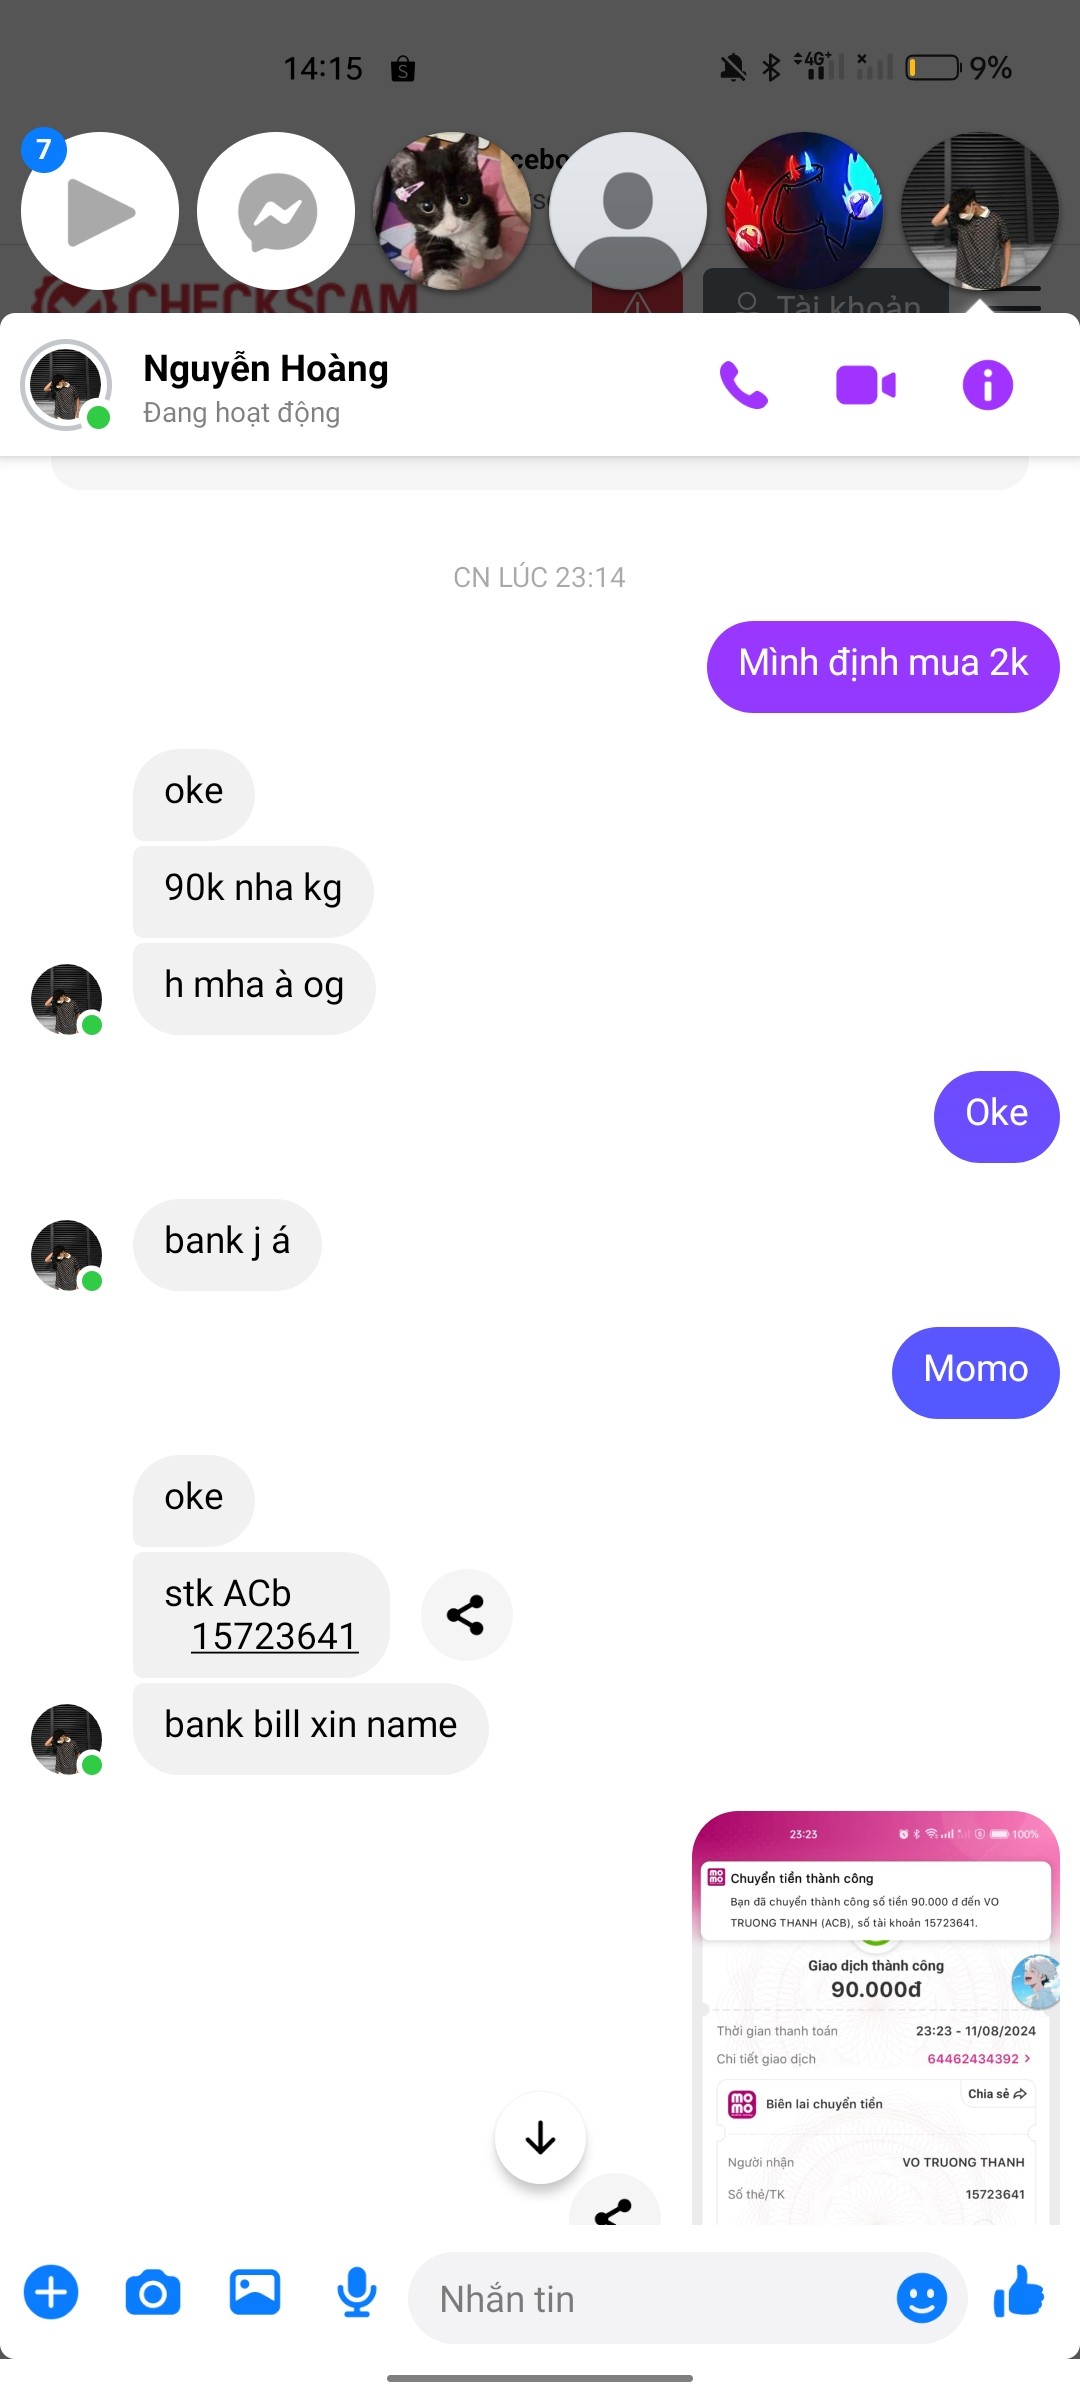 14:15
4G+
9%
7
cebo
s
CHECKSCAM
Tài khoản
Nguyễn Hoàng
Đang hoạt động
CN LÚC 23:14
Mình định mua 2k
oke
90k nha kg
h mha à og
Oke
bank j á
Momo
oke
stk ACb
15723641
bank bill xin name
23:23
100%
mo mo
Chuyển tiền thành công
Bạn đã chuyển thành công số tiền 90.000 đ đến VO
TRUONG THANH (ACB), số tài khoản 15723641.
Giao dịch thành công
90.000đ
Thời gian thanh toán 23:23 - 11/08/2024
Chi tiết giao dịch 64462434392 >
Chia sẻ
mo mo
Biên lai chuyển tiền
Người nhận VO TRUONG THANH
Số thẻ/TK 15723641
Nhắn tin